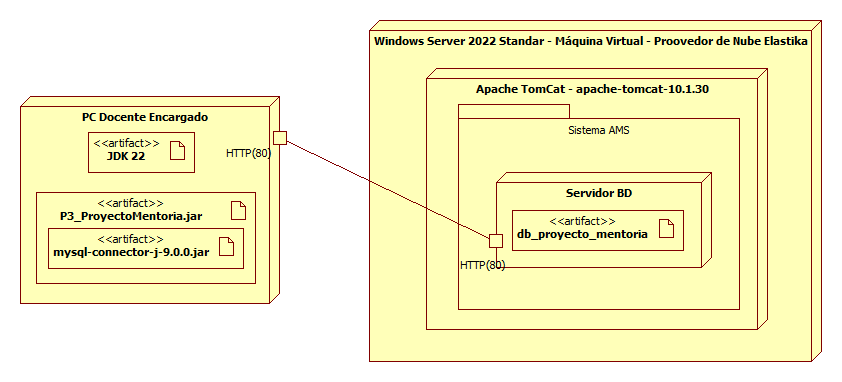 PC Docente Encargado
<<artifact>>
JDK 22
HTTP(80)
<<artifact>>
P3_ProyectoMentoria.jar
<<artifact>>
mysql-connector-j-9.0.0.jar
Windows Server 2022 Standar - Máquina Virtual - Proovedor de Nube Elastika
Apache TomCat - apache-tomcat-10.1.30
Sistema AMS
Servidor BD
<<artifact>>
db_proyecto_mentoria
HTTP(80)